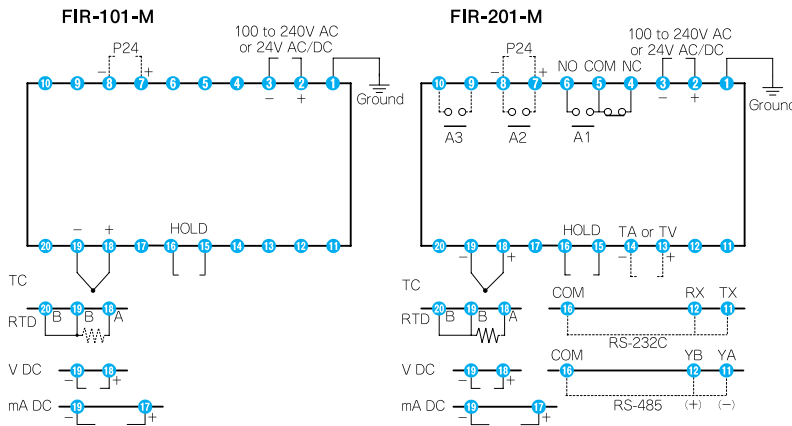 FIR-101-M
100 to 240V AC
or 24V AC/DC
P24
− +
10 9 8 7 6 5 4 3 2 1
− +
Ground
− + HOLD
20 19 18 17 16 15 14 13 12 11
TC
RTD
20 B 19 B 18 A
V DC
19 18
− +
mA DC
19 17
− +
FIR-201-M
100 to 240V AC
or 24V AC/DC
P24
− + NO COM NC
10 9 8 7 6 5 4 3 2 1
− +
Ground
A3 A2 A1
HOLD TA or TV
20 19 18 17 16 15 14 13 12 11
− + − +
TC
RTD
20 B 19 B 18 A
V DC
19 18
− +
mA DC
19 17
− +
COM RX TX
16 12 11
RS-232C
COM YB YA
16 12 11
RS-485 (+) (−)